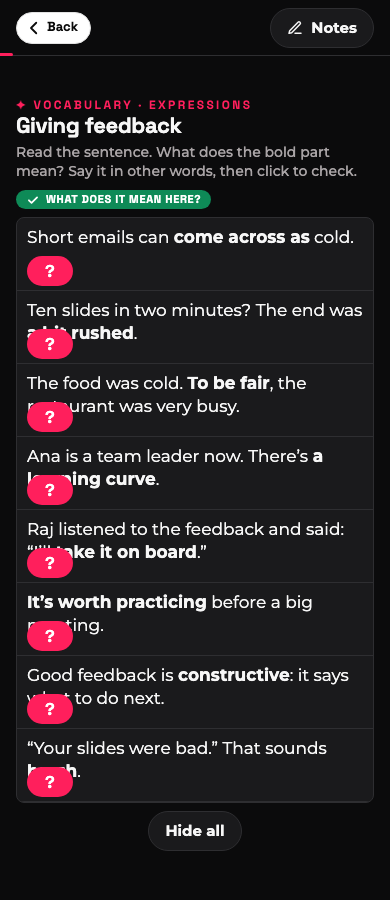 Back
Notes
VOCABULARY · EXPRESSIONS
Giving feedback
Read the sentence. What does the bold part
mean? Say it in other words, then click to check.
WHAT DOES IT MEAN HERE?
Short emails can come across as cold.
?
Ten slides in two minutes? The end was
a bit rushed.
?
The food was cold. To be fair, the
restaurant was very busy.
?
Ana is a team leader now. There’s a
learning curve.
?
Raj listened to the feedback and said:
“I’ll take it on board.”
?
It’s worth practicing before a big
?
Good feedback is constructive: it says
what to do next.
?
“Your slides were bad.” That sounds
?
Hide all